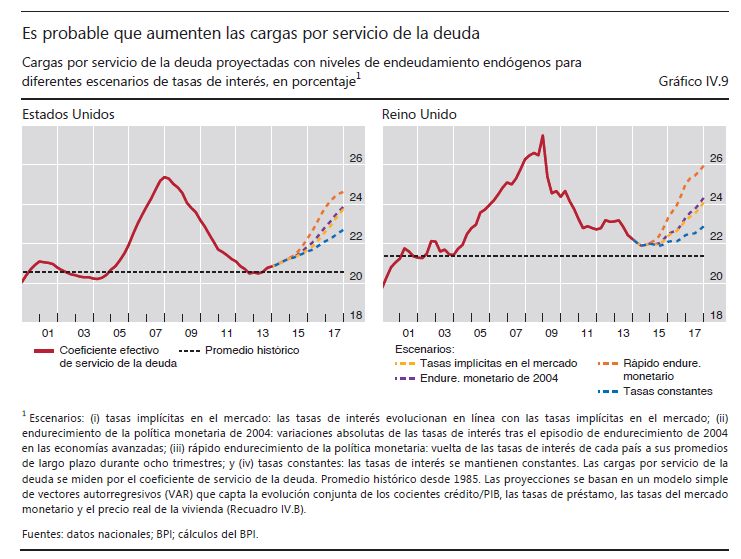 Es probable que aumenten las cargas por servicio de la deuda
Cargas por servicio de la deuda proyectadas con niveles de endeudamiento endógenos para
diferentes escenarios de tasas de interés, en porcentaje¹
Gráfico IV.9
Estados Unidos
Reino Unido
26
24
22
20
18
01 03 05 07 09 11 13 15 17
26
24
22
20
18
01 03 05 07 09 11 13 15 17
Coeficiente efectivo
de servicio de la deuda
Promedio histórico
Escenarios:
Tasas implícitas en el mercado
Endure. monetario de 2004
Rápido endure.
monetario
Tasas constantes
¹ Escenarios: (i) tasas implícitas en el mercado: las tasas de interés evolucionan en línea con las tasas implícitas en el mercado; (ii)
endurecimiento de la política monetaria de 2004: variaciones absolutas de las tasas de interés tras el episodio de endurecimiento de 2004
en las economías avanzadas; (iii) rápido endurecimiento de la política monetaria: vuelta de las tasas de interés de cada país a sus promedios
de largo plazo durante ocho trimestres; y (iv) tasas constantes: las tasas de interés se mantienen constantes. Las cargas por servicio de la
deuda se miden por el coeficiente de servicio de la deuda. Promedio histórico desde 1985. Las proyecciones se basan en un modelo simple
de vectores autorregresivos (VAR) que capta la evolución conjunta de los cocientes crédito/PIB, las tasas de préstamo, las tasas del mercado
monetario y el precio real de la vivienda (Recuadro IV.B).
Fuentes: datos nacionales; BPI; cálculos del BPI.